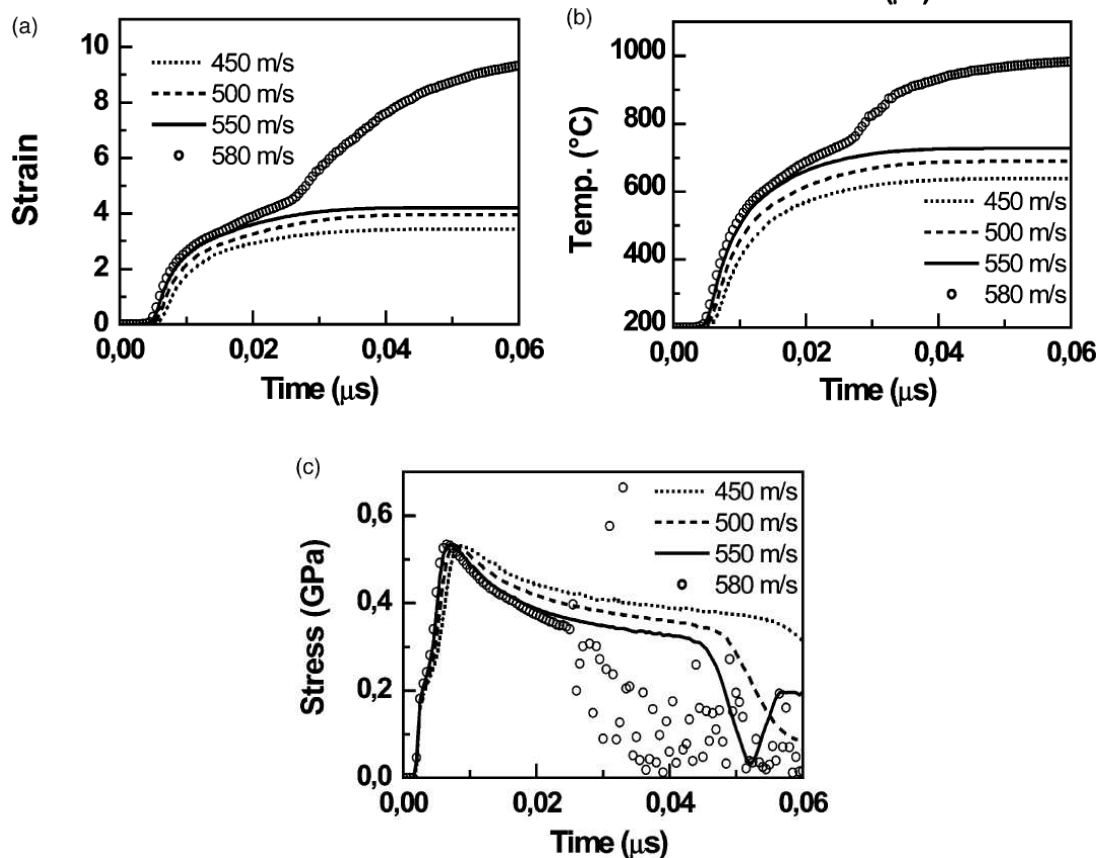 (a)
Strain
10
8
6
4
2
0
450 m/s
500 m/s
550 m/s
580 m/s
0,00 0,02 0,04 0,06
Time (μs)
(b)
Temp. (°C)
1000
800
600
400
200
450 m/s
500 m/s
550 m/s
580 m/s
0,00 0,02 0,04 0,06
Time (μs)
(c)
Stress (GPa)
0,6
0,4
0,2
0,0
450 m/s
500 m/s
550 m/s
580 m/s
0,00 0,02 0,04 0,06
Time (μs)